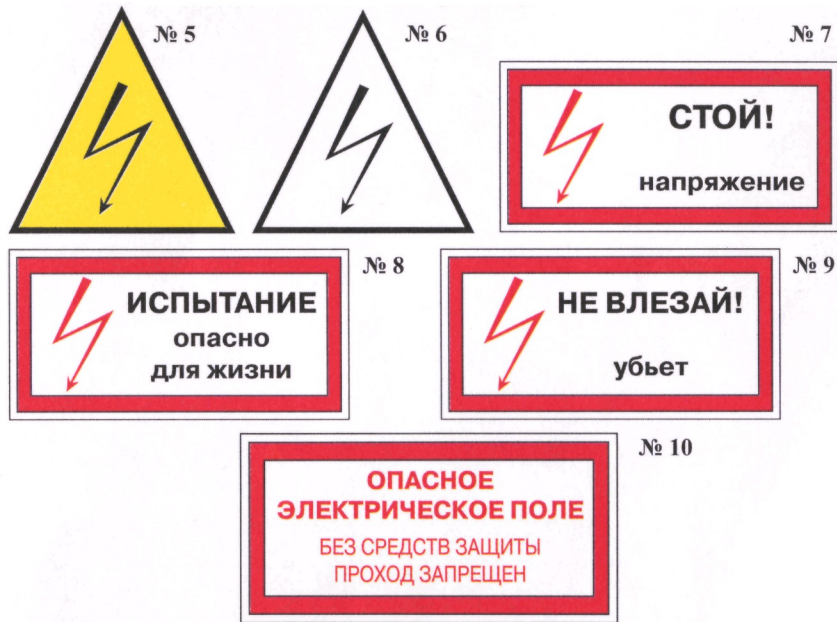 № 5
№ 6
№ 7
СТОЙ!
напряжение
№ 8
ИСПЫТАНИЕ
опасно
для жизни
№ 9
НЕ ВЛЕЗАЙ!
убьет
№ 10
ОПАСНОЕ
ЭЛЕКТРИЧЕСКОЕ ПОЛЕ
БЕЗ СРЕДСТВ ЗАЩИТЫ
ПРОХОД ЗАПРЕЩЕН